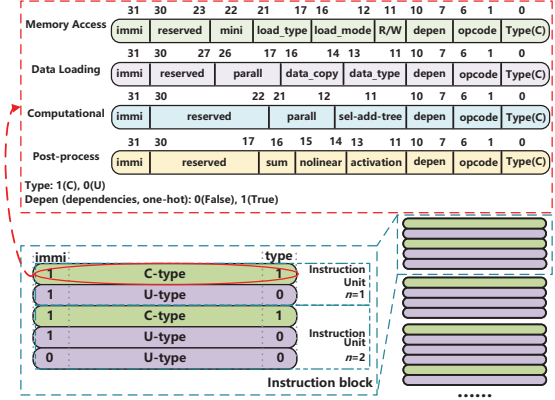 31 30 23 22 21 17 16 12 11 10 7 6 1 0
Memory Access immi reserved mini load_type load_mode R/W depen opcode Type(C)
31 30 27 26 17 16 14 13 11 10 7 6 1 0
Data Loading immi reserved parall data_copy data_type depen opcode Type(C)
31 30 22 21 12 11 10 7 6 1 0
Computational immi reserved parall sel-add-tree depen opcode Type(C)
31 30 17 16 15 14 13 11 10 7 6 1 0
Post-process immi reserved sum nolinear activation depen opcode Type(C)
Type: 1(C), 0(U)
Depen (dependencies, one-hot): 0(False), 1(True)
immi type
1 C-type 1
1 U-type 0
Instruction
Unit
n=1
1 C-type 1
1 U-type 0
0 U-type 0
Instruction
Unit
n=2
Instruction block
......